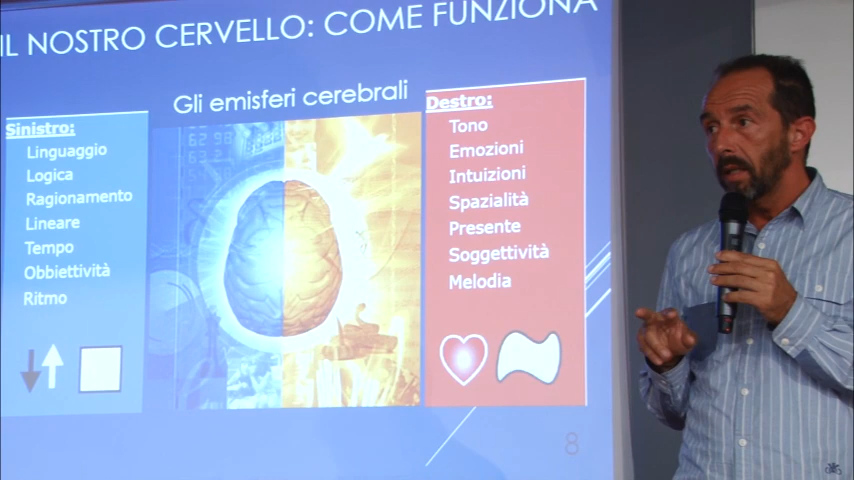 IL NOSTRO CERVELLO: COME FUNZIONA
Gli emisferi cerebrali
Sinistro:
Linguaggio
Logica
Ragionamento
Lineare
Tempo
Obbiettività
Ritmo
Destro:
Tono
Emozioni
Intuizioni
Spazialità
Presente
Soggettività
Melodia
8